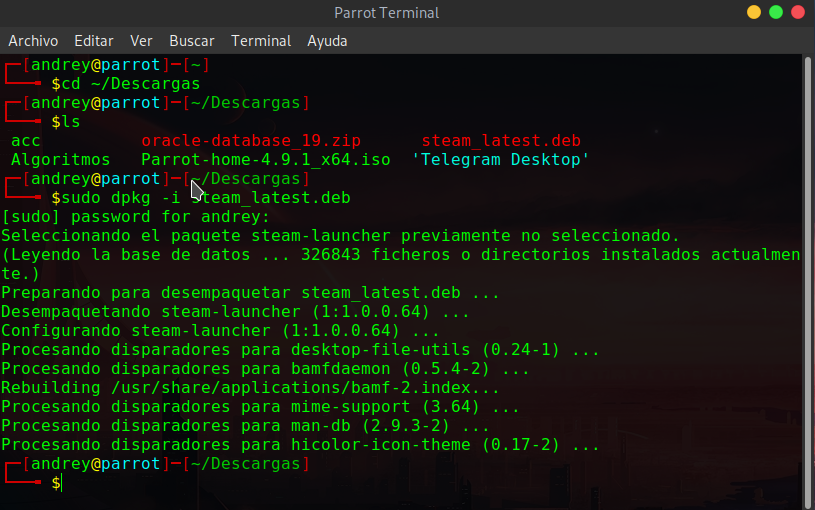 Parrot Terminal
Archivo Editar Ver Buscar Terminal Ayuda
┌─[andrey@parrot]─[~]
└──╼ $cd ~/Descargas
┌─[andrey@parrot]─[~/Descargas]
└──╼ $ls
acc oracle-database_19.zip steam_latest.deb
Algoritmos Parrot-home-4.9.1_x64.iso 'Telegram Desktop'
┌─[andrey@parrot]─[~/Descargas]
└──╼ $sudo dpkg -i steam_latest.deb
[sudo] password for andrey:
Seleccionando el paquete steam-launcher previamente no seleccionado.
(Leyendo la base de datos ... 326843 ficheros o directorios instalados actualmen
te.)
Preparando para desempaquetar steam_latest.deb ...
Desempaquetando steam-launcher (1:1.0.0.64) ...
Configurando steam-launcher (1:1.0.0.64) ...
Procesando disparadores para desktop-file-utils (0.24-1) ...
Procesando disparadores para bamfdaemon (0.5.4-2) ...
Rebuilding /usr/share/applications/bamf-2.index...
Procesando disparadores para mime-support (3.64) ...
Procesando disparadores para man-db (2.9.3-2) ...
Procesando disparadores para hicolor-icon-theme (0.17-2) ...
┌─[andrey@parrot]─[~/Descargas]
└──╼ $